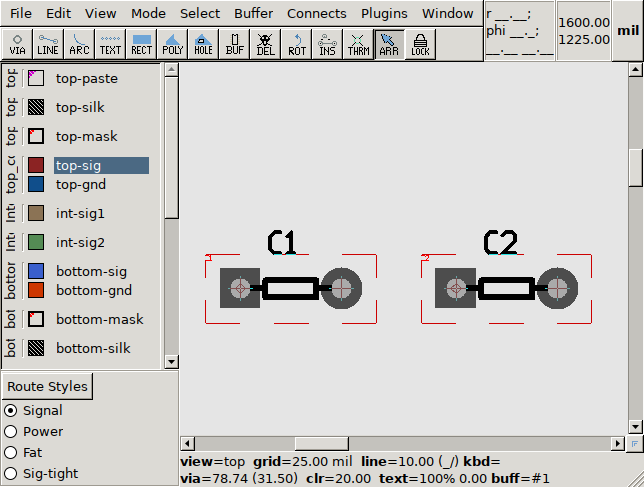 File Edit View Mode Select Buffer Connects Plugins Window
r __.__;
phi __._;
__.__ __.__
1600.00
1225.00
mil
VIA LINE ARC TEXT RECT POLY HOLE BUF DEL ROT INS THRM ARR LOCK
top top-paste
top top-silk
top top-mask
top_c top-sig
top-gnd
Int int-sig1
Int int-sig2
bottor bottom-sig
bottom-gnd
bot bottom-mask
bot bottom-silk
Route Styles
Signal
Power
Fat
Sig-tight
C1 C2
1 2
view=top grid=25.00 mil line=10.00 (_/) kbd=
via=78.74 (31.50) clr=20.00 text=100% 0.00 buff=#1